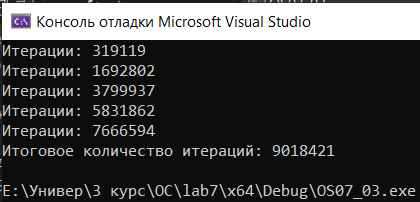 Консоль отладки Microsoft Visual Studio
Итерации: 319119
Итерации: 1692802
Итерации: 3799937
Итерации: 5831862
Итерации: 7666594
Итоговое количество итераций: 9018421
E:\Универ\3 курс\ОС\lab7\x64\Debug\OS07_03.exe